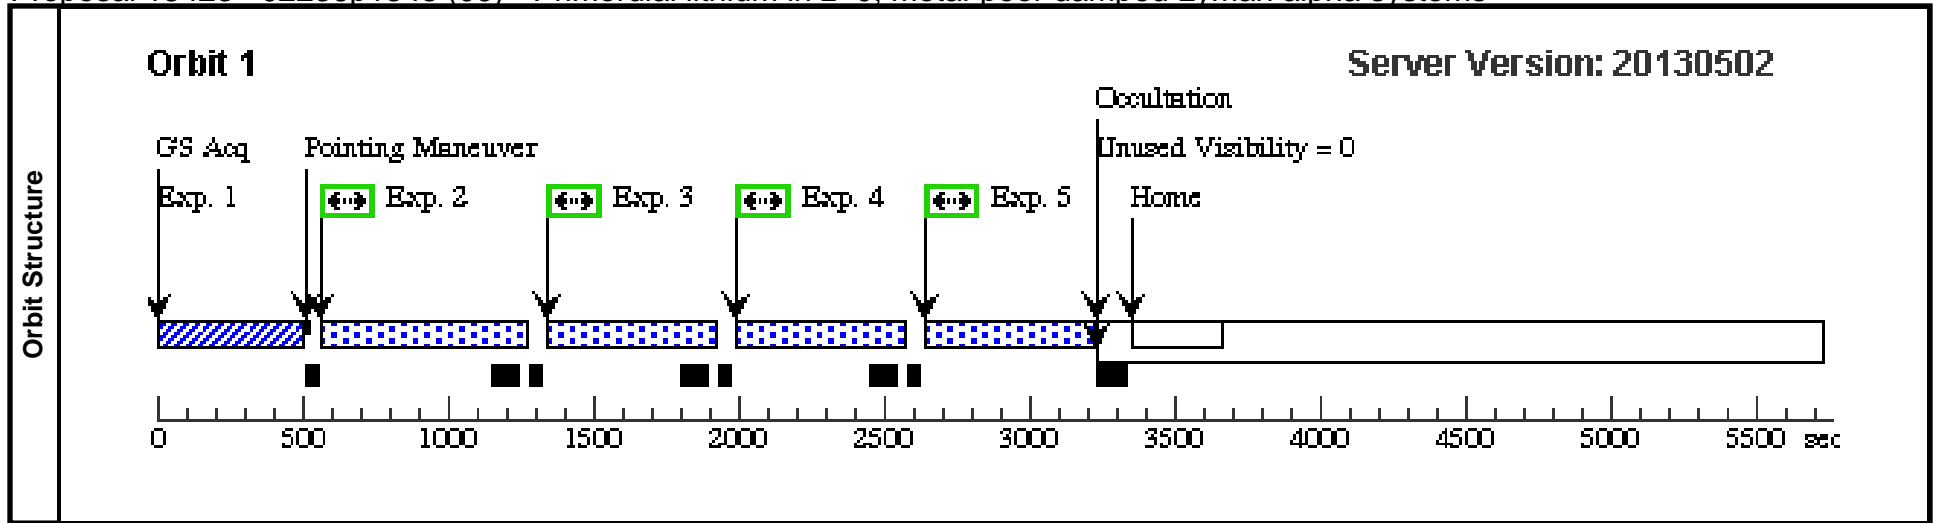 Orbit 1
Server Version: 20130502
Occultation
GS Acq
Pointing Maneuver
Unused Visibility = 0
Exp. 1
Exp. 2
Exp. 3
Exp. 4
Exp. 5
Home
Orbit Structure
0 500 1000 1500 2000 2500 3000 3500 4000 4500 5000 5500 sec